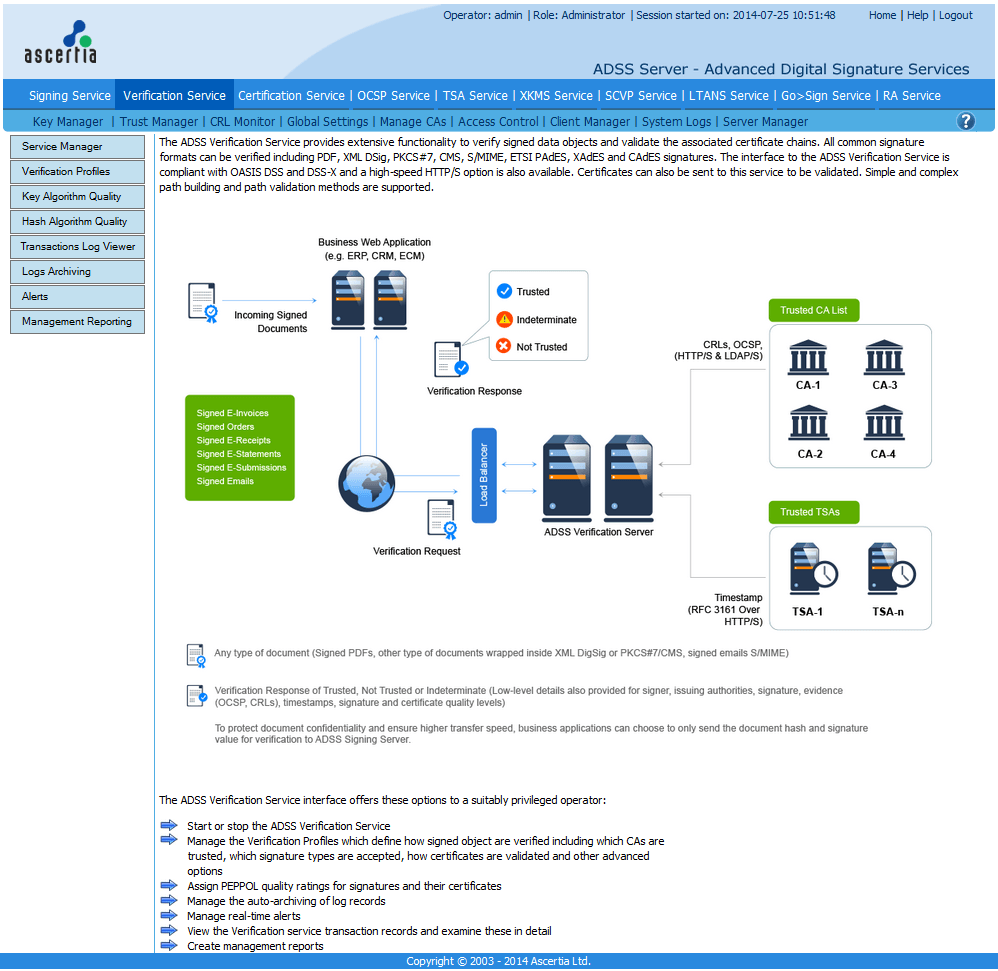 Operator: admin | Role: Administrator | Session started on: 2014-07-25 10:51:48 Home | Help | Logout
ascertia
ADSS Server - Advanced Digital Signature Services
Signing Service Verification Service Certification Service | OCSP Service | TSA Service | XKMS Service | SCVP Service | LTANS Service | Go>Sign Service | RA Service
Key Manager | Trust Manager | CRL Monitor | Global Settings | Manage CAs | Access Control | Client Manager | System Logs | Server Manager ?
Service Manager
Verification Profiles
Key Algorithm Quality
Hash Algorithm Quality
Transactions Log Viewer
Logs Archiving
Alerts
Management Reporting
The ADSS Verification Service provides extensive functionality to verify signed data objects and validate the associated certificate chains. All common signature
formats can be verified including PDF, XML DSig, PKCS#7, CMS, S/MIME, ETSI PAdES, XAdES and CAdES signatures. The interface to the ADSS Verification Service is
compliant with OASIS DSS and DSS-X and a high-speed HTTP/S option is also available. Certificates can also be sent to this service to be validated. Simple and complex
path building and path validation methods are supported.
Business Web Application
(e.g. ERP, CRM, ECM)
Incoming Signed
Documents
Trusted
Indeterminate
Not Trusted
Verification Response
Trusted CA List
CRLs, OCSP,
(HTTP/S & LDAP/S)
CA-1
CA-3
CA-2
CA-4
Signed E-Invoices
Signed Orders
Signed E-Receipts
Signed E-Statements
Signed E-Submissions
Signed Emails
Load Balancer
Verification Request
ADSS Verification Server
Trusted TSAs
TSA-1
TSA-n
Timestamp
(RFC 3161 Over
HTTP/S)
Any type of document (Signed PDFs, other type of documents wrapped inside XML DigSig or PKCS#7/CMS, signed emails S/MIME)
Verification Response of Trusted, Not Trusted or Indeterminate (Low-level details also provided for signer, issuing authorities, signature, evidence
(OCSP, CRLs), timestamps, signature and certificate quality levels)
To protect document confidentiality and ensure higher transfer speed, business applications can choose to only send the document hash and signature
value for verification to ADSS Signing Server.
The ADSS Verification Service interface offers these options to a suitably privileged operator:
Start or stop the ADSS Verification Service
Manage the Verification Profiles which define how signed object are verified including which CAs are
trusted, which signature types are accepted, how certificates are validated and other advanced
options
Assign PEPPOL quality ratings for signatures and their certificates
Manage the auto-archiving of log records
Manage real-time alerts
View the Verification service transaction records and examine these in detail
Create management reports
Copyright © 2003 - 2014 Ascertia Ltd.